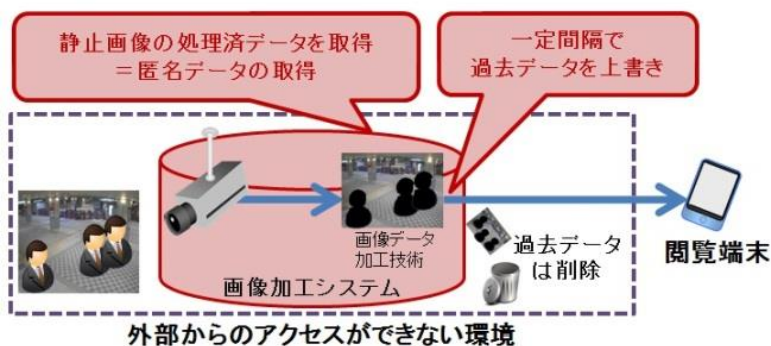 静止画像の処理済データを取得
＝匿名データの取得
一定間隔で
過去データを上書き
画像データ
加工技術
画像加工システム
過去データ
は削除
閲覧端末
外部からのアクセスができない環境